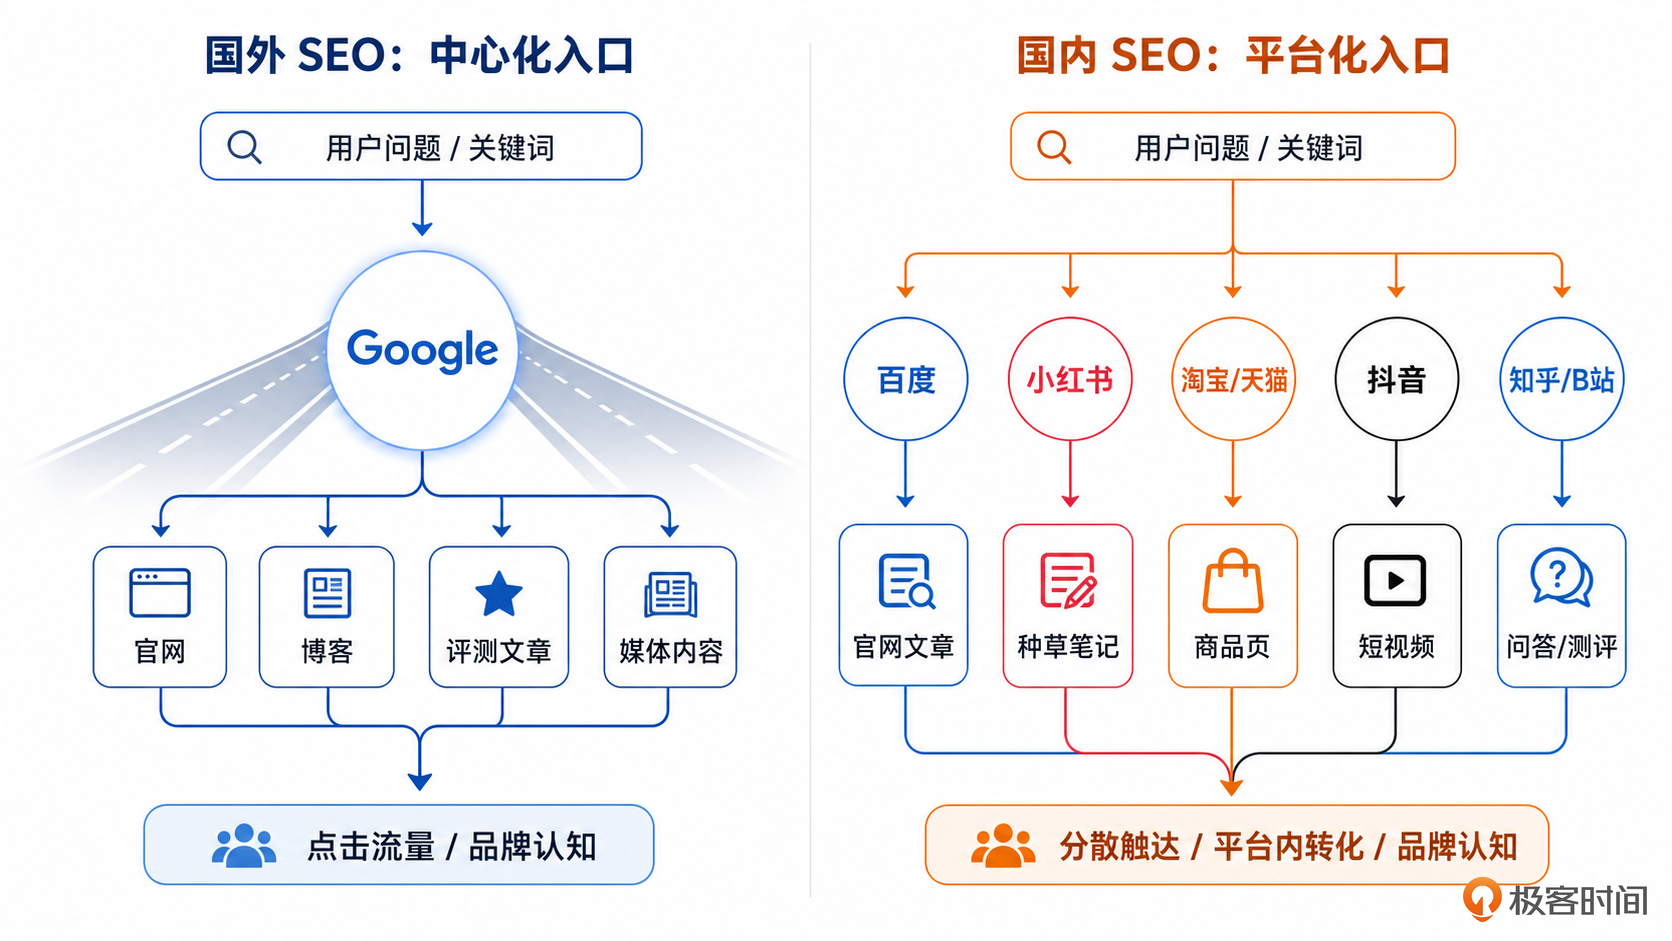 国外 SEO：中心化入口
用户问题 / 关键词
Google
官网
博客
评测文章
媒体内容
点击流量 / 品牌认知
国内 SEO：平台化入口
用户问题 / 关键词
百度
小红书
淘宝/天猫
抖音
知乎/B站
官网文章
种草笔记
商品页
短视频
问答/测评
分散触达 / 平台内转化 / 品牌认知
极客时间